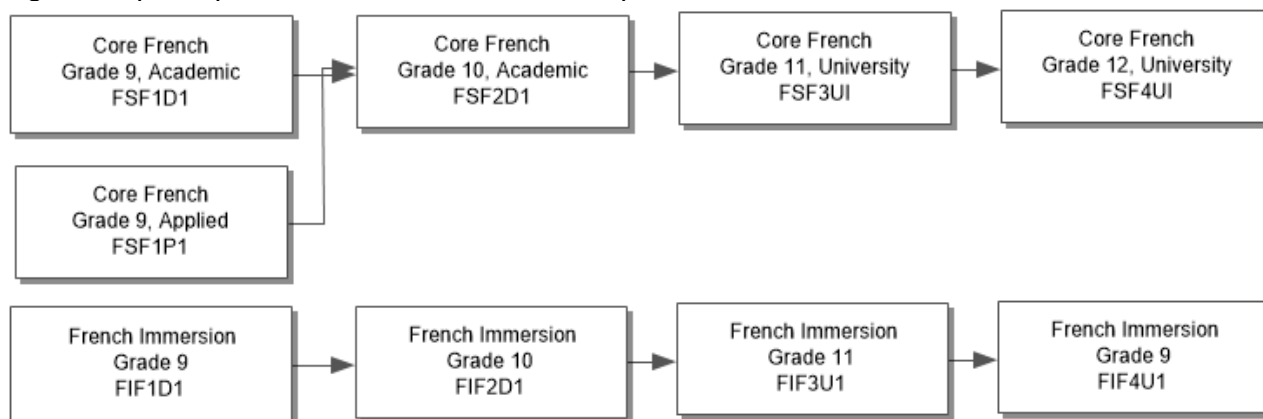 Core French
Grade 9, Academic
FSF1D1
Core French
Grade 10, Academic
FSF2D1
Core French
Grade 11, University
FSF3UI
Core French
Grade 12, University
FSF4UI
Core French
Grade 9, Applied
FSF1P1
French Immersion
Grade 9
FIF1D1
French Immersion
Grade 10
FIF2D1
French Immersion
Grade 11
FIF3U1
French Immersion
Grade 9
FIF4U1